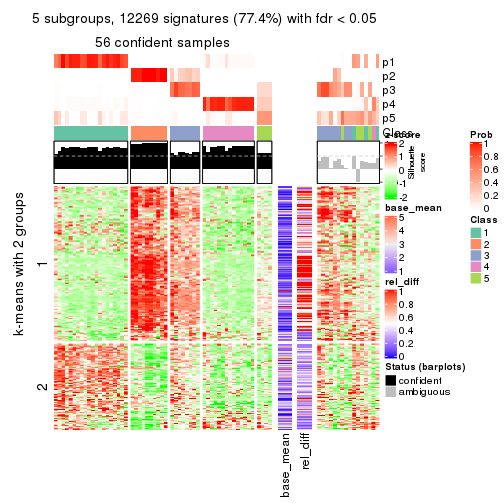 5 subgroups, 12269 signatures (77.4%) with fdr < 0.05
56 confident samples
p1
p2
p3
p4
p5
Class
z-score
2
1
0
-1
-2
Silhouette
score
Prob
1
0.8
0.6
0.4
0.2
0
base_mean
5
4
3
2
1
Class
1
2
3
4
5
rel_diff
1
0.8
0.6
0.4
0.2
0
Status (barplots)
confident
ambiguous
k-means with 2 groups
1
2
base_mean
rel_diff